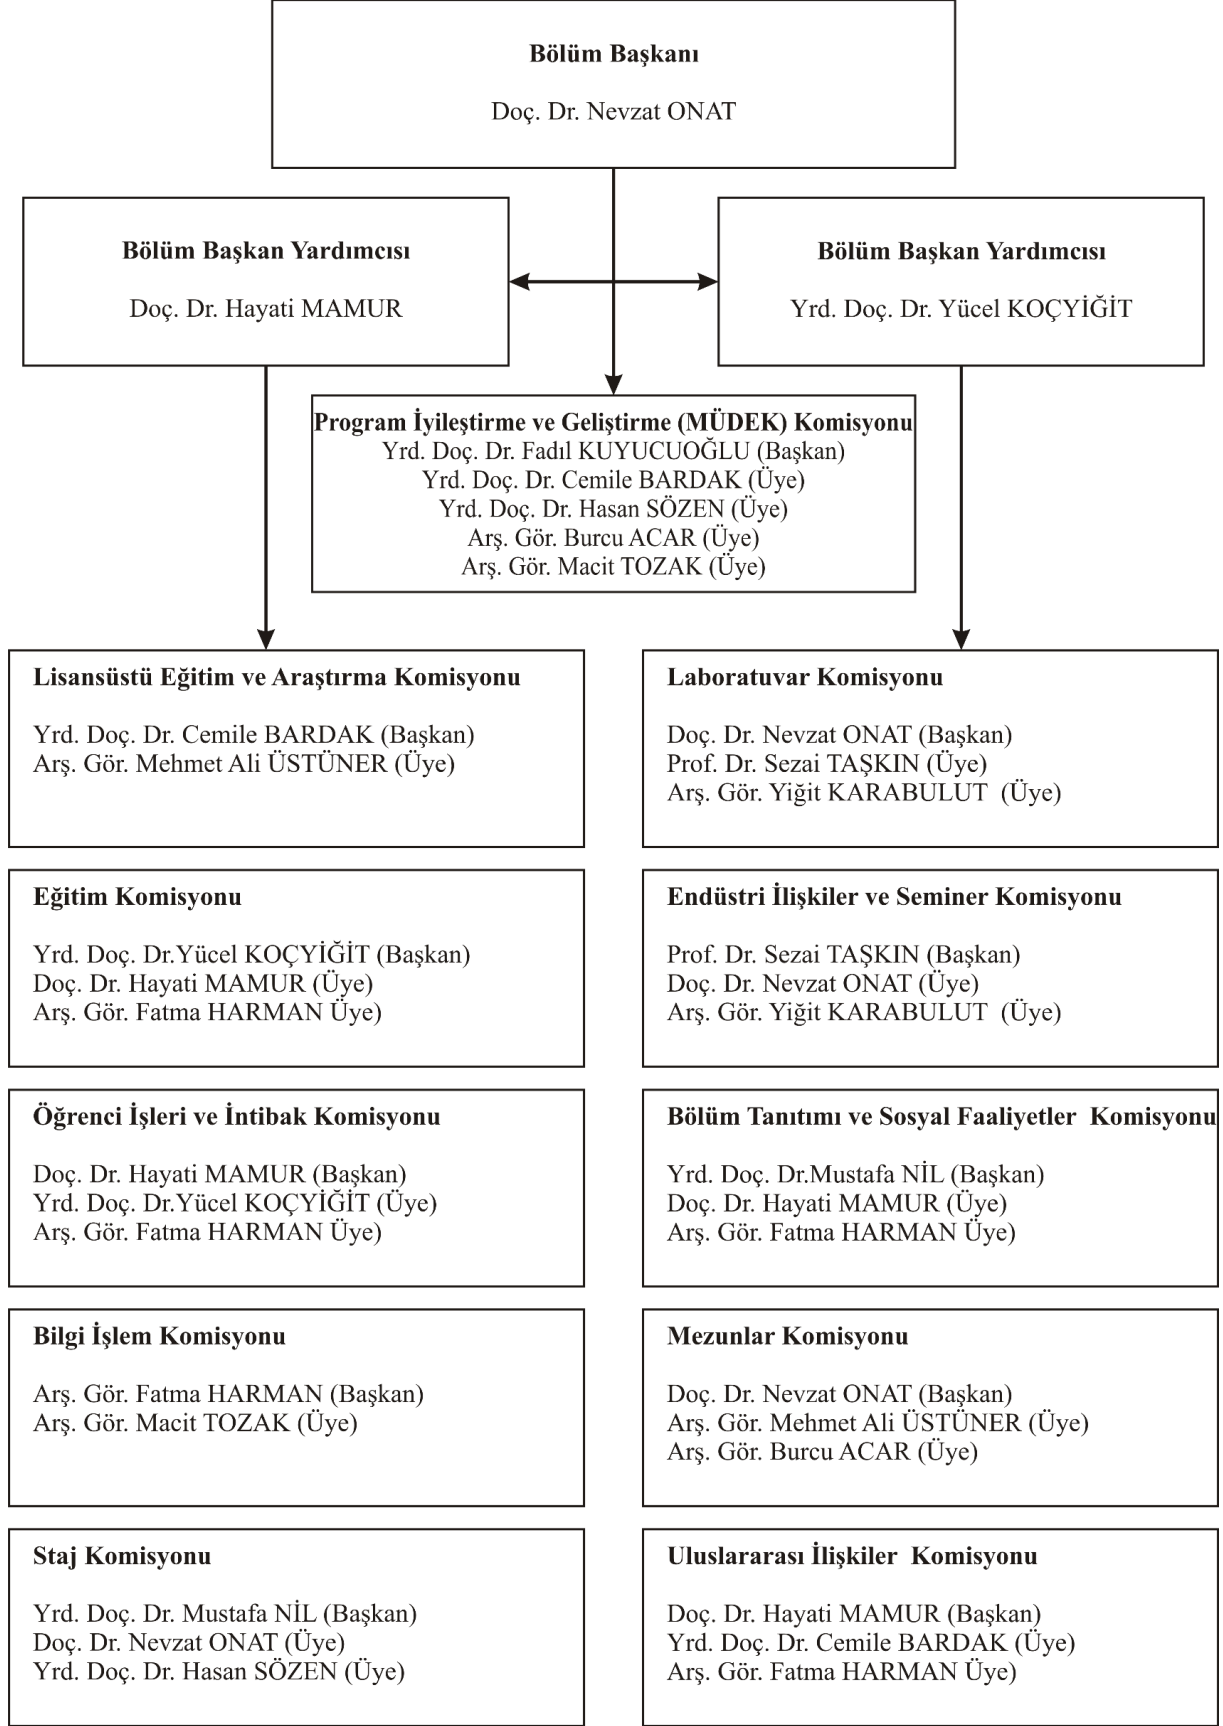 Bölüm Başkanı
Doç. Dr. Nevzat ONAT
Bölüm Başkan Yardımcısı
Doç. Dr. Hayati MAMUR
Bölüm Başkan Yardımcısı
Yrd. Doç. Dr. Yücel KOÇYİĞİT
Program İyileştirme ve Geliştirme (MÜDEK) Komisyonu
Yrd. Doç. Dr. Fadıl KUYUCUOĞLU (Başkan)
Yrd. Doç. Dr. Cemile BARDAK (Üye)
Yrd. Doç. Dr. Hasan SÖZEN (Üye)
Arş. Gör. Burcu ACAR (Üye)
Arş. Gör. Macit TOZAK (Üye)
Lisansüstü Eğitim ve Araştırma Komisyonu
Yrd. Doç. Dr. Cemile BARDAK (Başkan)
Arş. Gör. Mehmet Ali ÜSTÜNER (Üye)
Laboratuvar Komisyonu
Doç. Dr. Nevzat ONAT (Başkan)
Prof. Dr. Sezai TAŞKIN (Üye)
Arş. Gör. Yiğit KARABULUT  (Üye)
Eğitim Komisyonu
Yrd. Doç. Dr.Yücel KOÇYİĞİT (Başkan)
Doç. Dr. Hayati MAMUR (Üye)
Arş. Gör. Fatma HARMAN Üye)
Endüstri İlişkiler ve Seminer Komisyonu
Prof. Dr. Sezai TAŞKIN (Başkan)
Doç. Dr. Nevzat ONAT (Üye)
Arş. Gör. Yiğit KARABULUT  (Üye)
Öğrenci İşleri ve İntibak Komisyonu
Doç. Dr. Hayati MAMUR (Başkan)
Yrd. Doç. Dr.Yücel KOÇYİĞİT (Üye)
Arş. Gör. Fatma HARMAN Üye)
Bölüm Tanıtımı ve Sosyal Faaliyetler  Komisyonu
Yrd. Doç. Dr.Mustafa NİL (Başkan)
Doç. Dr. Hayati MAMUR (Üye)
Arş. Gör. Fatma HARMAN Üye)
Bilgi İşlem Komisyonu
Arş. Gör. Fatma HARMAN (Başkan)
Arş. Gör. Macit TOZAK (Üye)
Mezunlar Komisyonu
Doç. Dr. Nevzat ONAT (Başkan)
Arş. Gör. Mehmet Ali ÜSTÜNER (Üye)
Arş. Gör. Burcu ACAR (Üye)
Staj Komisyonu
Yrd. Doç. Dr. Mustafa NİL (Başkan)
Doç. Dr. Nevzat ONAT (Üye)
Yrd. Doç. Dr. Hasan SÖZEN (Üye)
Uluslararası İlişkiler  Komisyonu
Doç. Dr. Hayati MAMUR (Başkan)
Yrd. Doç. Dr. Cemile BARDAK (Üye)
Arş. Gör. Fatma HARMAN Üye)